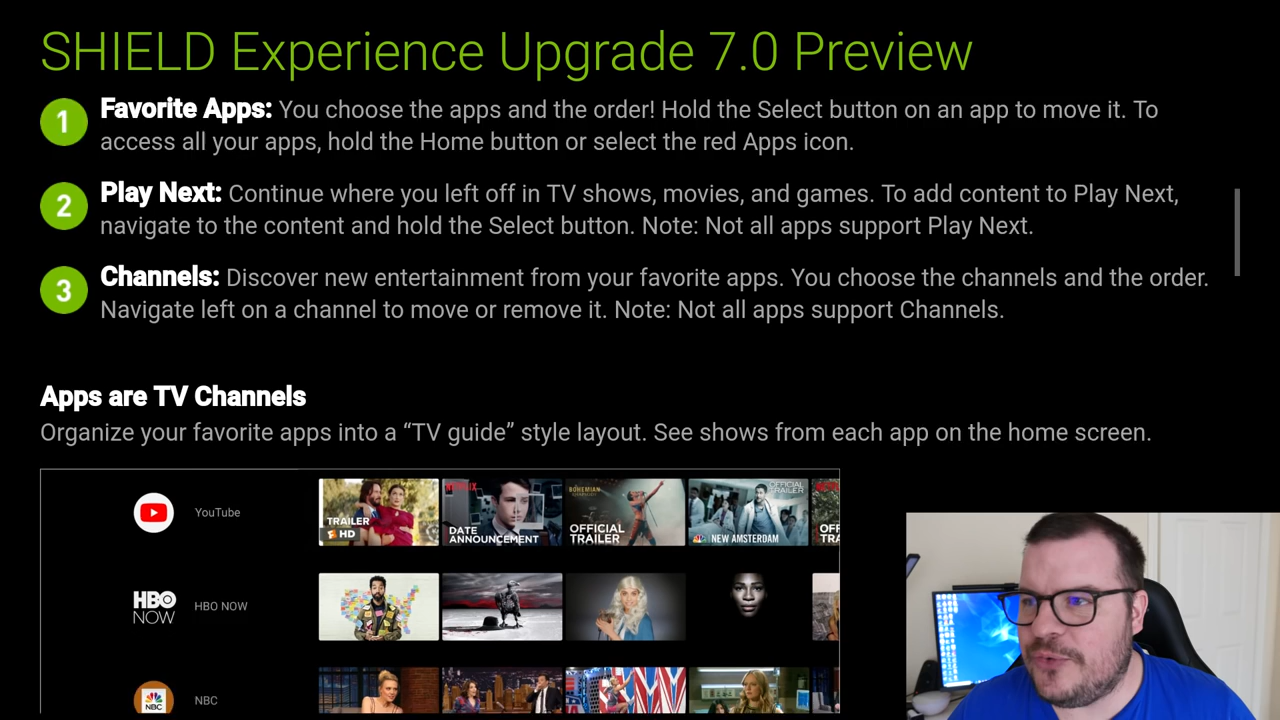 SHIELD Experience Upgrade 7.0 Preview
1 Favorite Apps: You choose the apps and the order! Hold the Select button on an app to move it. To
access all your apps, hold the Home button or select the red Apps icon.
2 Play Next: Continue where you left off in TV shows, movies, and games. To add content to Play Next,
navigate to the content and hold the Select button. Note: Not all apps support Play Next.
3 Channels: Discover new entertainment from your favorite apps. You choose the channels and the order.
Navigate left on a channel to move or remove it. Note: Not all apps support Channels.
Apps are TV Channels
Organize your favorite apps into a “TV guide” style layout. See shows from each app on the home screen.
YouTube
TRAILER
HD
NETFLIX
DATE
ANNOUNCEMENT
BOHEMIAN
OFFICIAL
TRAILER
OFFICIAL
TRAILER
NEW AMSTERDAM
OFF
TRA
HBO
NOW
HBO NOW
NBC
NBC